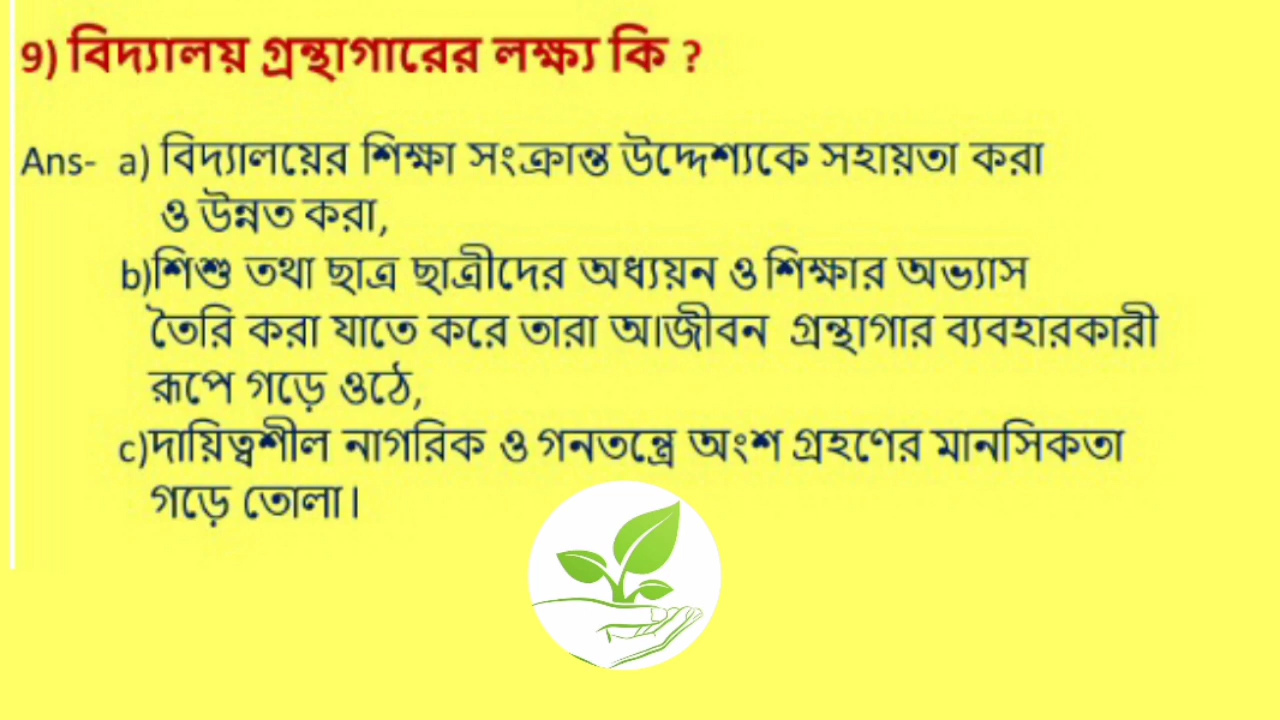 9) বিদ্যালয় গ্রন্থাগারের লক্ষ্য কি ?
Ans- a) বিদ্যালয়ের শিক্ষা সংক্রান্ত উদ্দেশ্যকে সহায়তা করা
ও উন্নত করা,
b)শিশু তথা ছাত্র ছাত্রীদের অধ্যয়ন ও শিক্ষার অভ্যাস
তৈরি করা যাতে করে তারা আজীবন গ্রন্থাগার ব্যবহারকারী
রূপে গড়ে ওঠে,
c)দায়িত্বশীল নাগরিক ও গনতন্ত্রে অংশ গ্রহণের মানসিকতা
গড়ে তোলা।